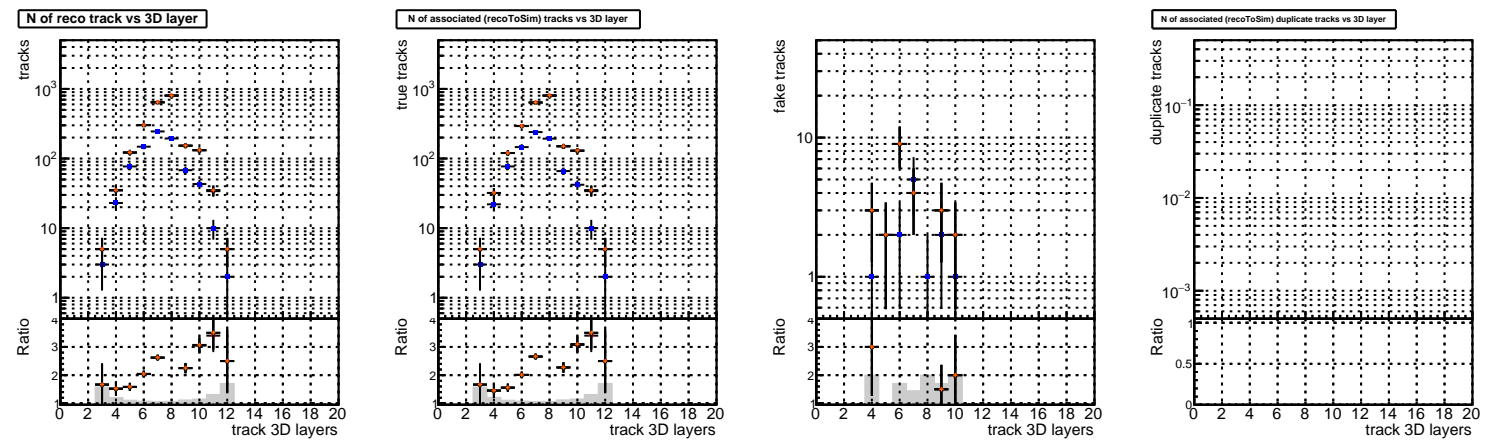 N of reco track vs 3D layer
tracks
10³
10²
10
1
Ratio
4
3
2
1
0 2 4 6 8 10 12 14 16 18 20
track 3D layers
N of associated (recoToSim) tracks vs 3D layer
true tracks
10³
10²
10
1
Ratio
4
3
2
1
0 2 4 6 8 10 12 14 16 18 20
track 3D layers
fake tracks
10
1
Ratio
4
3
2
1
0 2 4 6 8 10 12 14 16 18 20
track 3D layers
N of associated (recoToSim) duplicate tracks vs 3D layer
duplicate tracks
10⁻¹
10⁻²
10⁻³
Ratio
1
0.5
0
0 2 4 6 8 10 12 14 16 18 20
track 3D layers